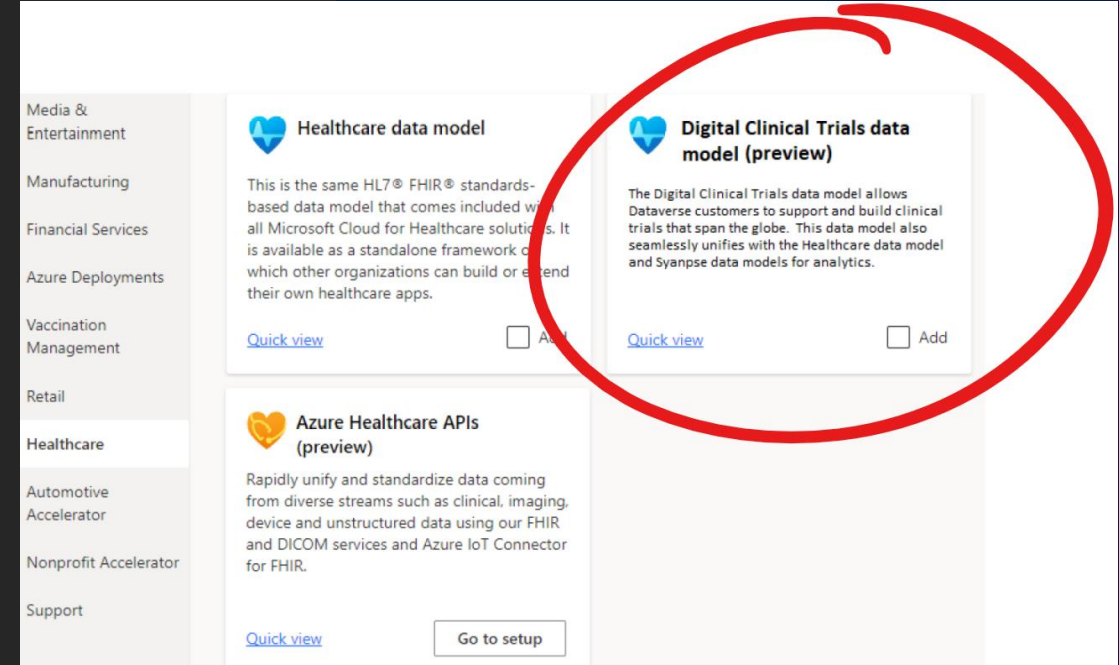 Media &
Entertainment
Manufacturing
Financial Services
Azure Deployments
Vaccination
Management
Retail
Healthcare
Automotive
Accelerator
Nonprofit Accelerator
Support
Healthcare data model
This is the same HL7® FHIR® standards-
based data model that comes included with
all Microsoft Cloud for Healthcare solutions. It
is available as a standalone framework on
which other organizations can build or extend
their own healthcare apps.
Quick view
Add
Digital Clinical Trials data
model (preview)
The Digital Clinical Trials data model allows
Dataverse customers to support and build clinical
trials that span the globe. This data model also
seamlessly unifies with the Healthcare data model
and Syanpse data models for analytics.
Quick view
Add
Azure Healthcare APIs
(preview)
Rapidly unify and standardize data coming
from diverse streams such as clinical, imaging,
device and unstructured data using our FHIR
and DICOM services and Azure IoT Connector
for FHIR.
Quick view
Go to setup